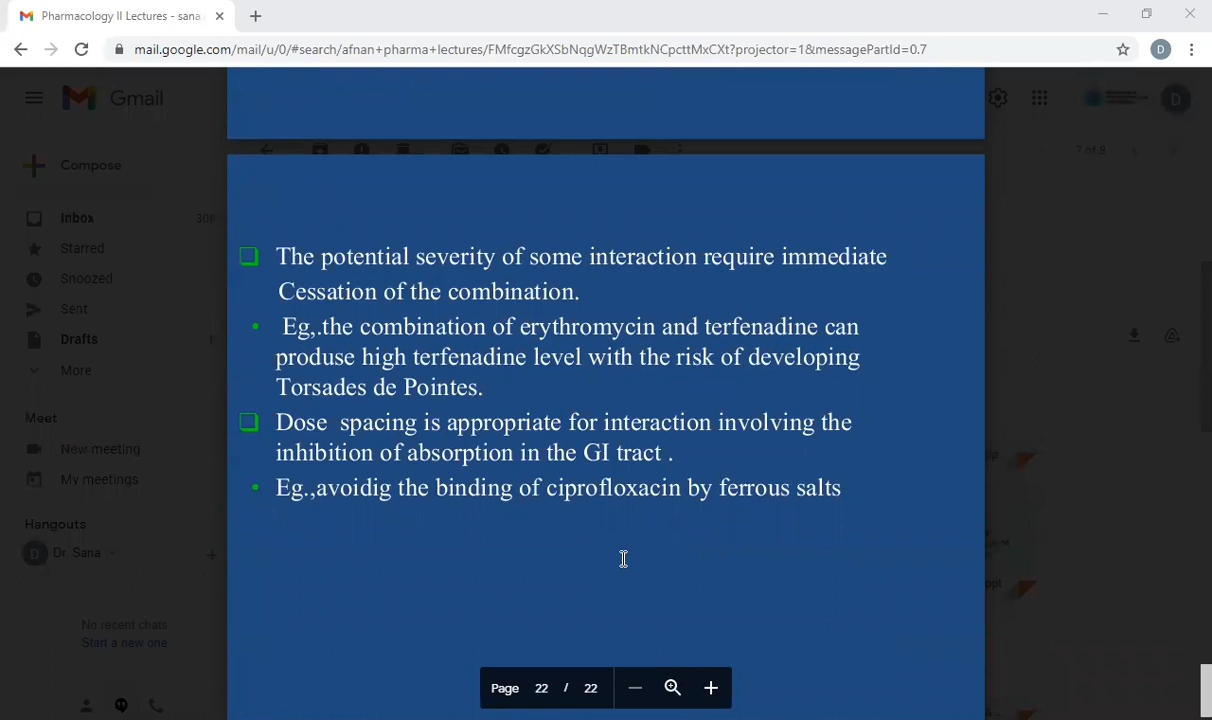 Pharmacology II Lectures - sana
mail.google.com/mail/u/0/#search/afnan+pharma+lectures/FMfcgzGkXSbNqgWzTBmtkNCpcttMxCXt?projector=1&messagePartId=0.7
D
Gmail
D
Compose
7 of 8
Inbox
Starred
Snoozed
Sent
Drafts
More
Meet
New meeting
My meetings
Hangouts
D Dr. Sana
No recent chats
Start a new one
The potential severity of some interaction require immediate
Cessation of the combination.
Eg,.the combination of erythromycin and terfenadine can
produse high terfenadine level with the risk of developing
Torsades de Pointes.
Dose spacing is appropriate for interaction involving the
inhibition of absorption in the GI tract .
Eg.,avoidig the binding of ciprofloxacin by ferrous salts
Page 22 / 22